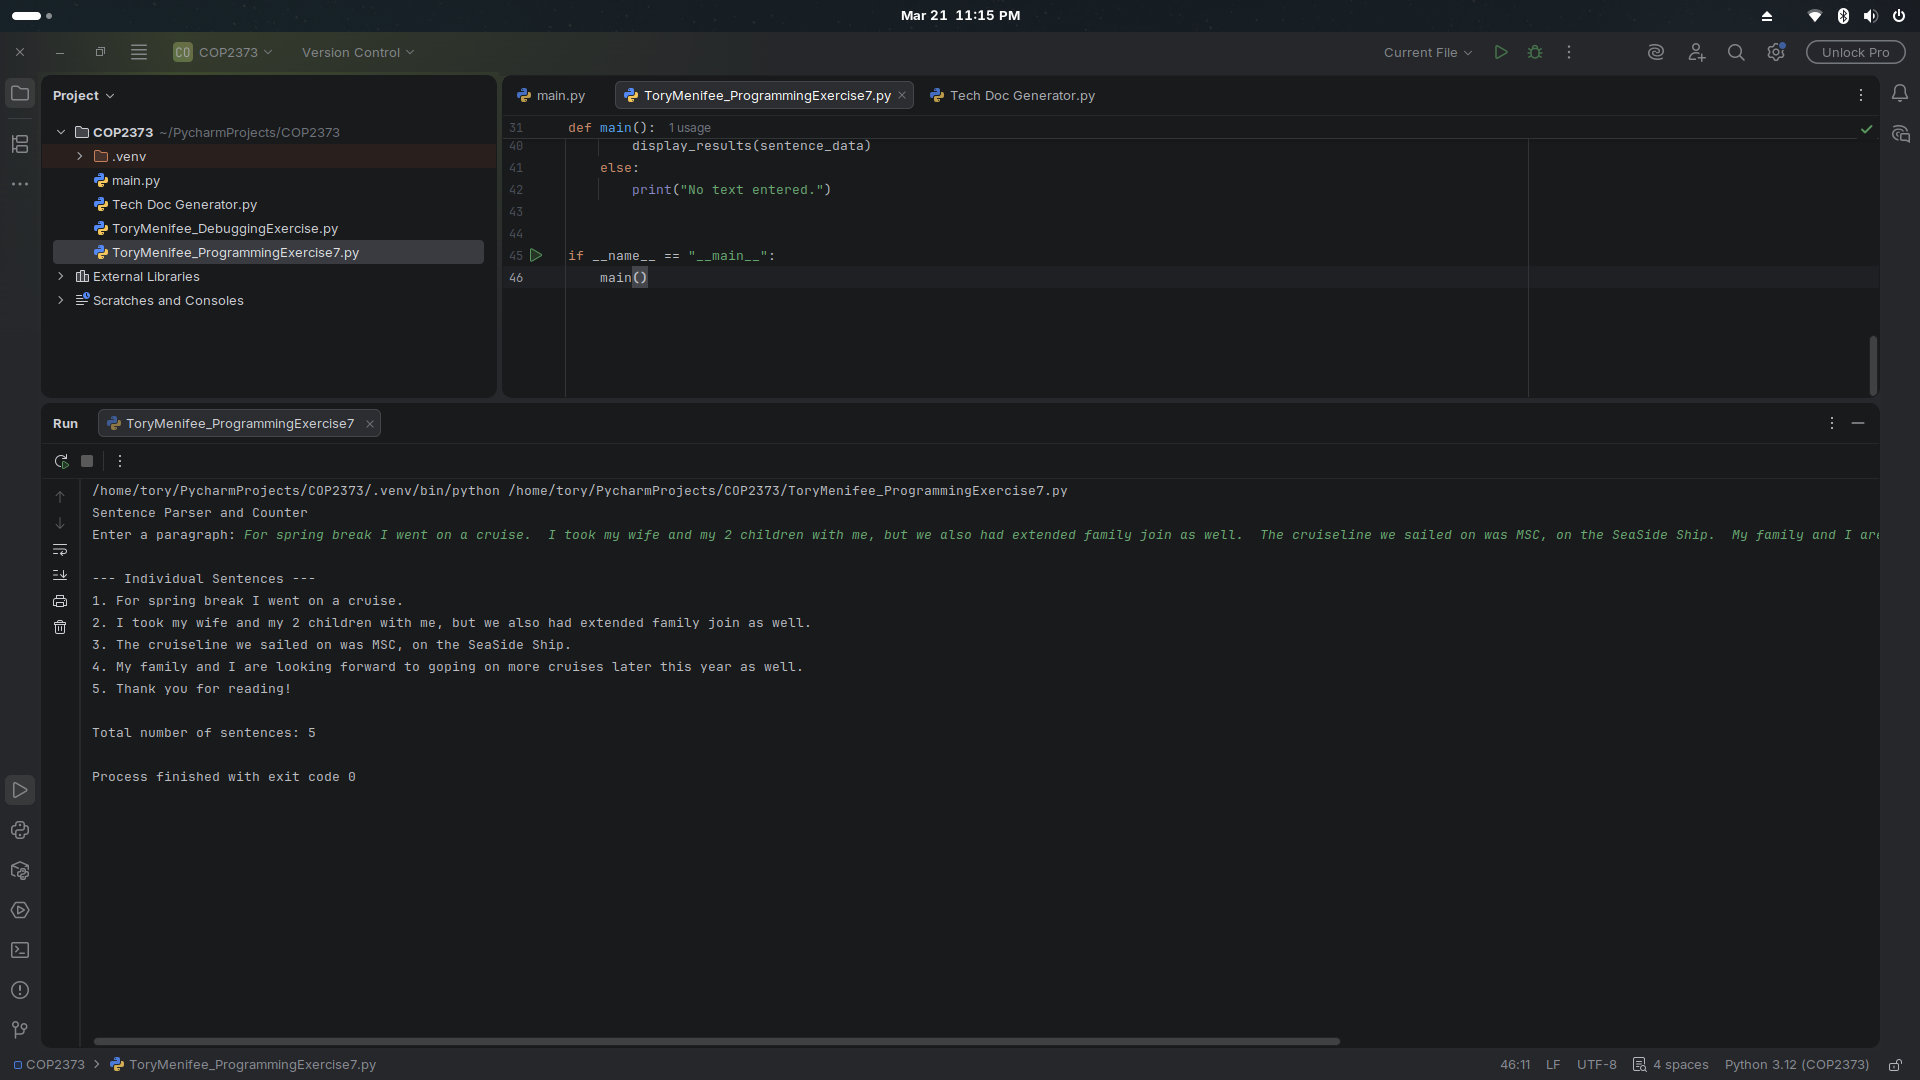 Mar 21 11:15 PM
CO COP2373 Version Control Current File Unlock Pro
Project
COP2373 ~/PycharmProjects/COP2373
.venv
main.py
Tech Doc Generator.py
ToryMenifee_DebuggingExercise.py
ToryMenifee_ProgrammingExercise7.py
External Libraries
Scratches and Consoles
main.py ToryMenifee_ProgrammingExercise7.py Tech Doc Generator.py
31 def main(): 1 usage
40 display_results(sentence_data)
41 else:
42 print("No text entered.")
43
44
45 if __name__ == "__main__":
46 main()
Run ToryMenifee_ProgrammingExercise7
/home/tory/PycharmProjects/COP2373/.venv/bin/python /home/tory/PycharmProjects/COP2373/ToryMenifee_ProgrammingExercise7.py
Sentence Parser and Counter
Enter a paragraph: For spring break I went on a cruise.  I took my wife and my 2 children with me, but we also had extended family join as well.  The cruiseline we sailed on was MSC, on the SeaSide Ship.  My family and I are
--- Individual Sentences ---
1. For spring break I went on a cruise.
2. I took my wife and my 2 children with me, but we also had extended family join as well.
3. The cruiseline we sailed on was MSC, on the SeaSide Ship.
4. My family and I are looking forward to goping on more cruises later this year as well.
5. Thank you for reading!
Total number of sentences: 5
Process finished with exit code 0
COP2373 > ToryMenifee_ProgrammingExercise7.py 46:11 LF UTF-8 4 spaces Python 3.12 (COP2373)